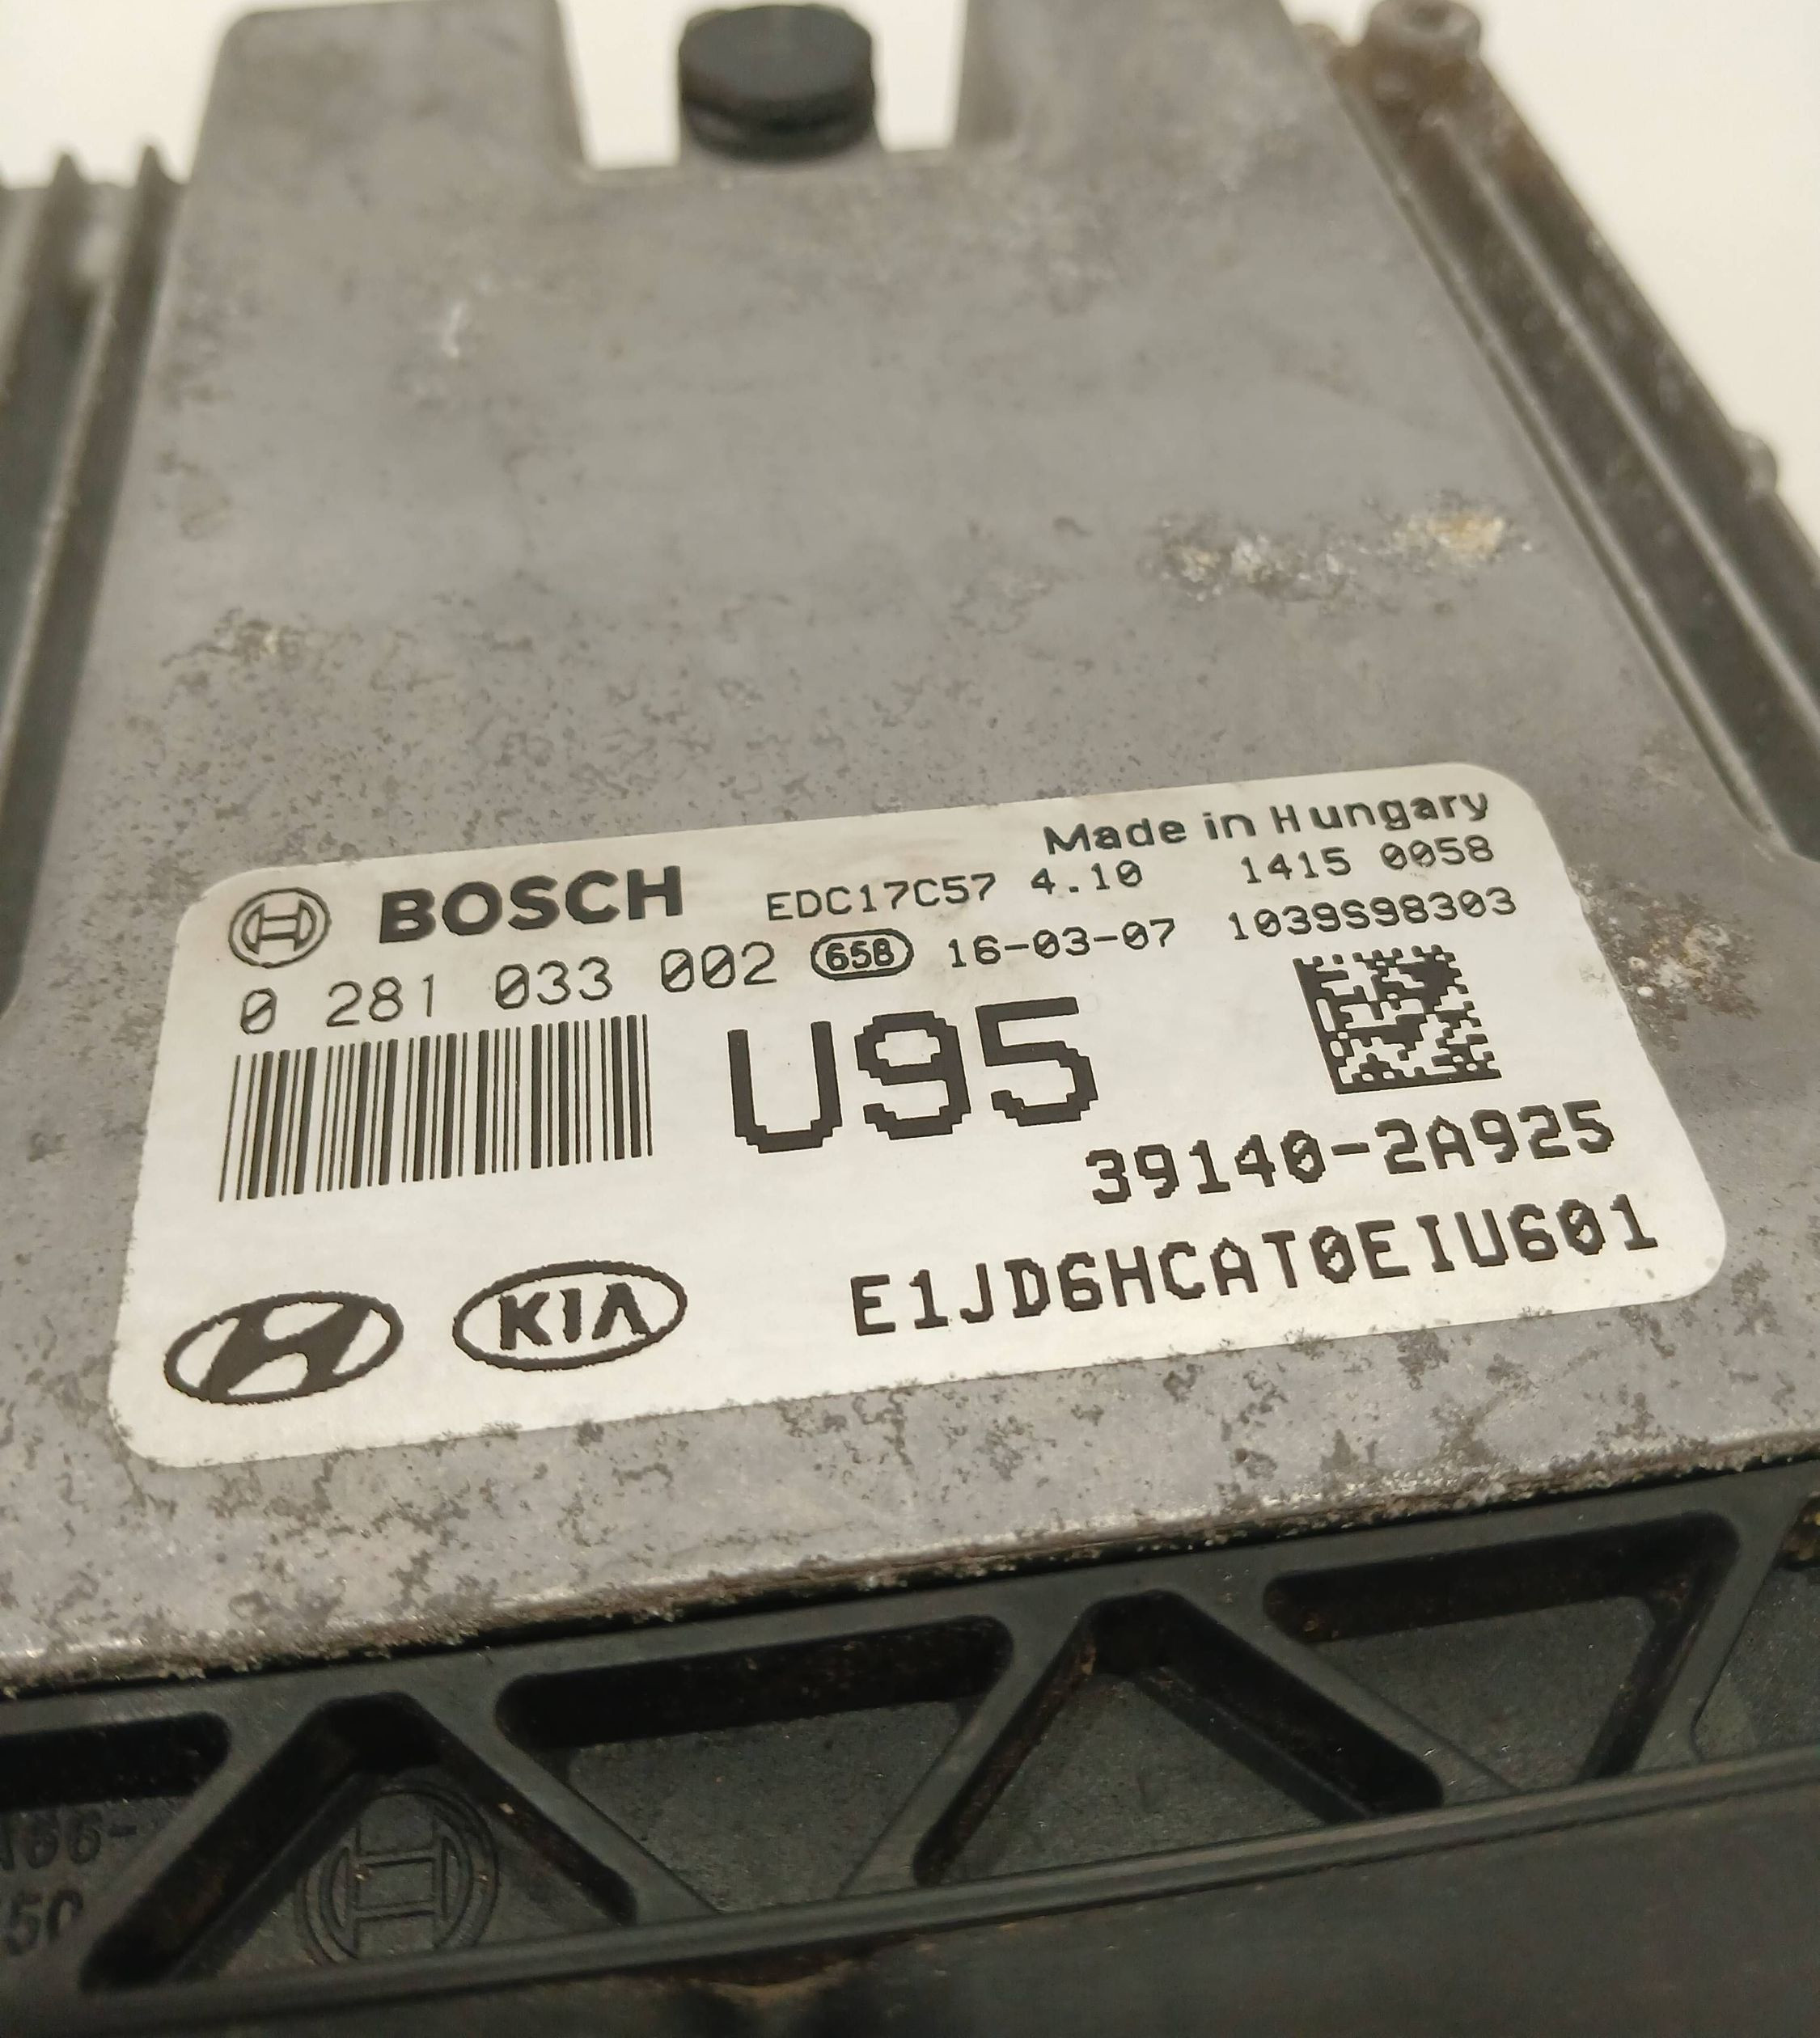 Made in Hungary
BOSCH EDC17C57 4.10 1415 0058
0 281 033 002 658 16-03-07 1039S98303
U95
39140-2A925
KIA E1JD6HCAT0EIU601